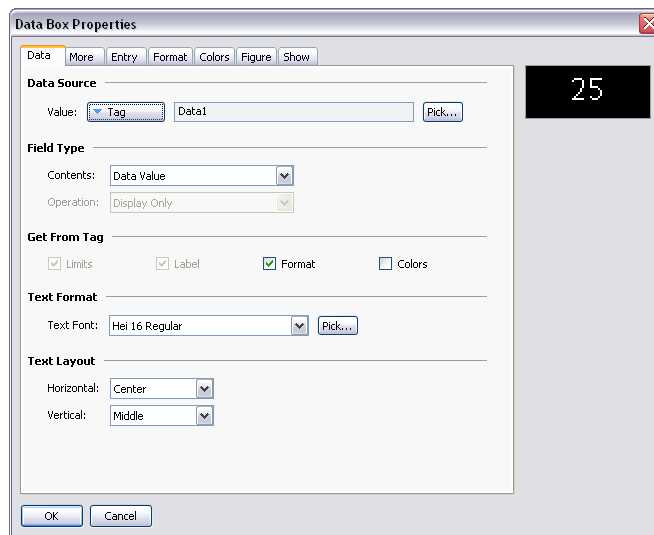 Data Box Properties
Data More Entry Format Colors Figure Show
25
Data Source
Value: Tag Data1 Pick...
Field Type
Contents: Data Value
Operation: Display Only
Get From Tag
Limits Label Format Colors
Text Format
Text Font: Hei 16 Regular Pick...
Text Layout
Horizontal: Center
Vertical: Middle
OK Cancel